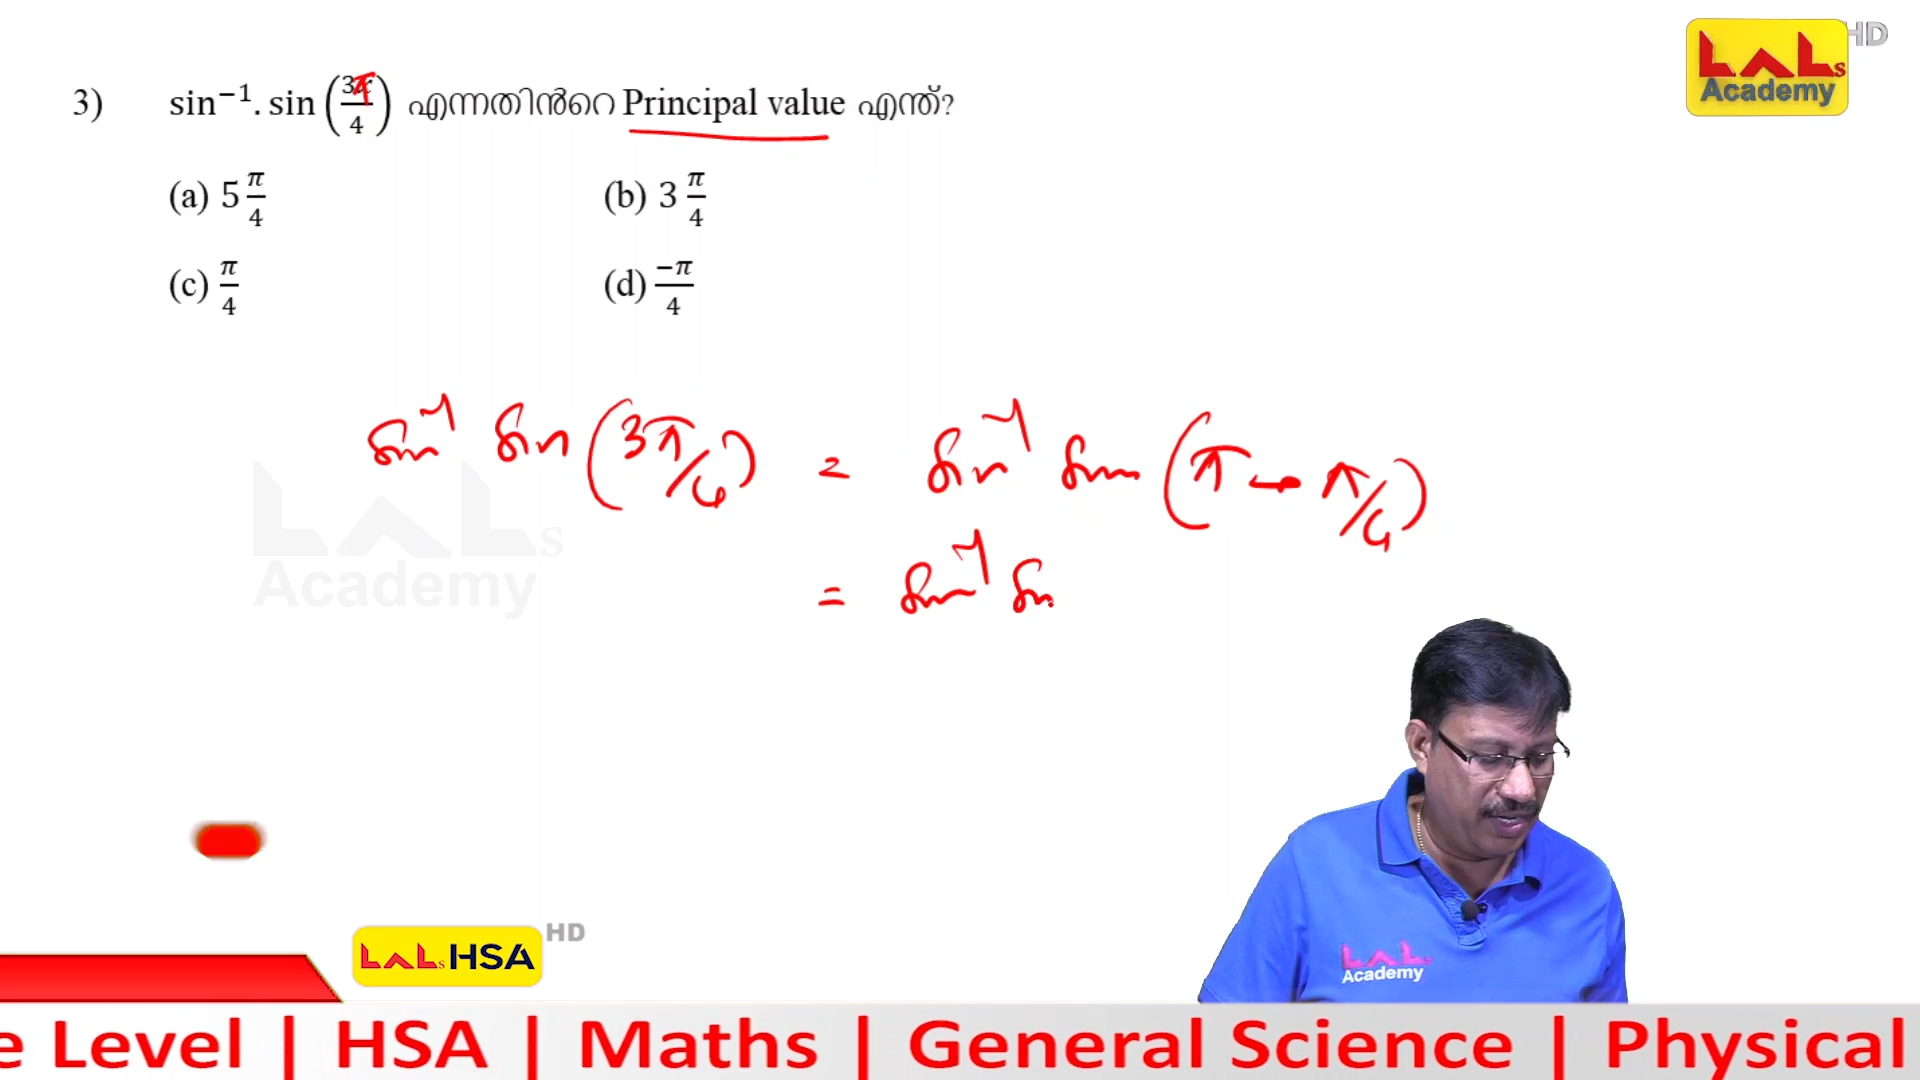 LALs Academy HD
3) sin⁻¹. sin (3π/4) എന്നതിൻറെ Principal value എന്ത്?
(a) 5 π/4 (b) 3 π/4
(c) π/4 (d) −π/4
sin⁻¹ sin (3π/4) = sin⁻¹ sin (π - π/4)
= sin⁻¹ sin
LALs Academy
LALs HSA HD
LALs Academy
e Level | HSA | Maths | General Science | Physical